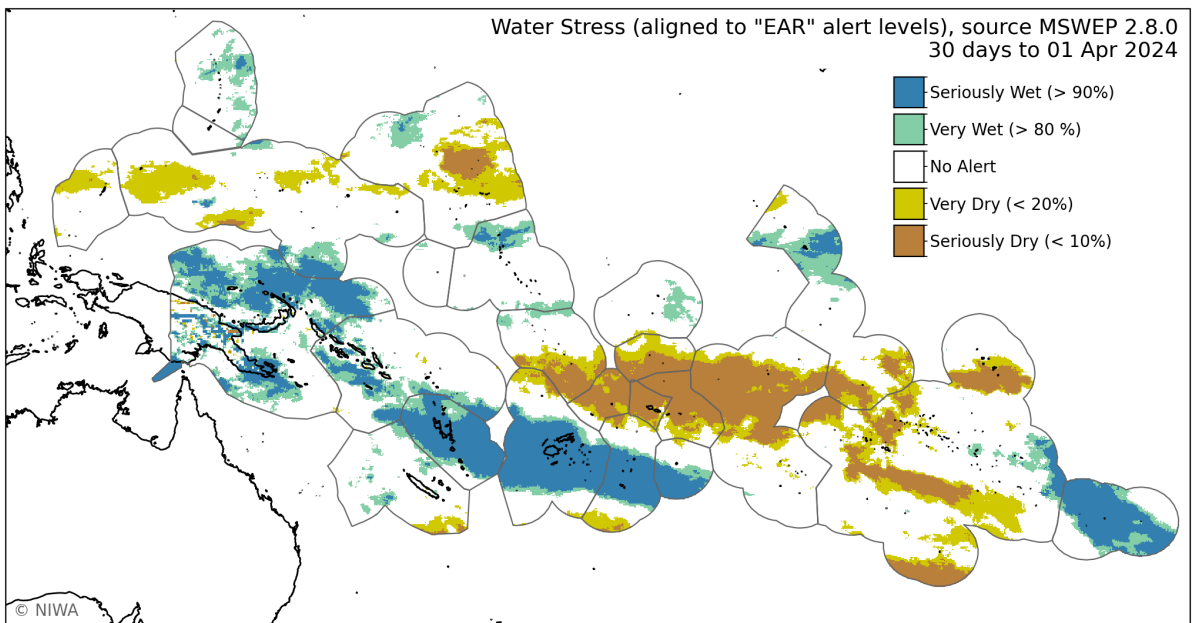 Water Stress (aligned to "EAR" alert levels), source MSWEP 2.8.0
30 days to 01 Apr 2024
Seriously Wet (> 90%)
Very Wet (> 80 %)
No Alert
Very Dry (< 20%)
Seriously Dry (< 10%)
© NIWA